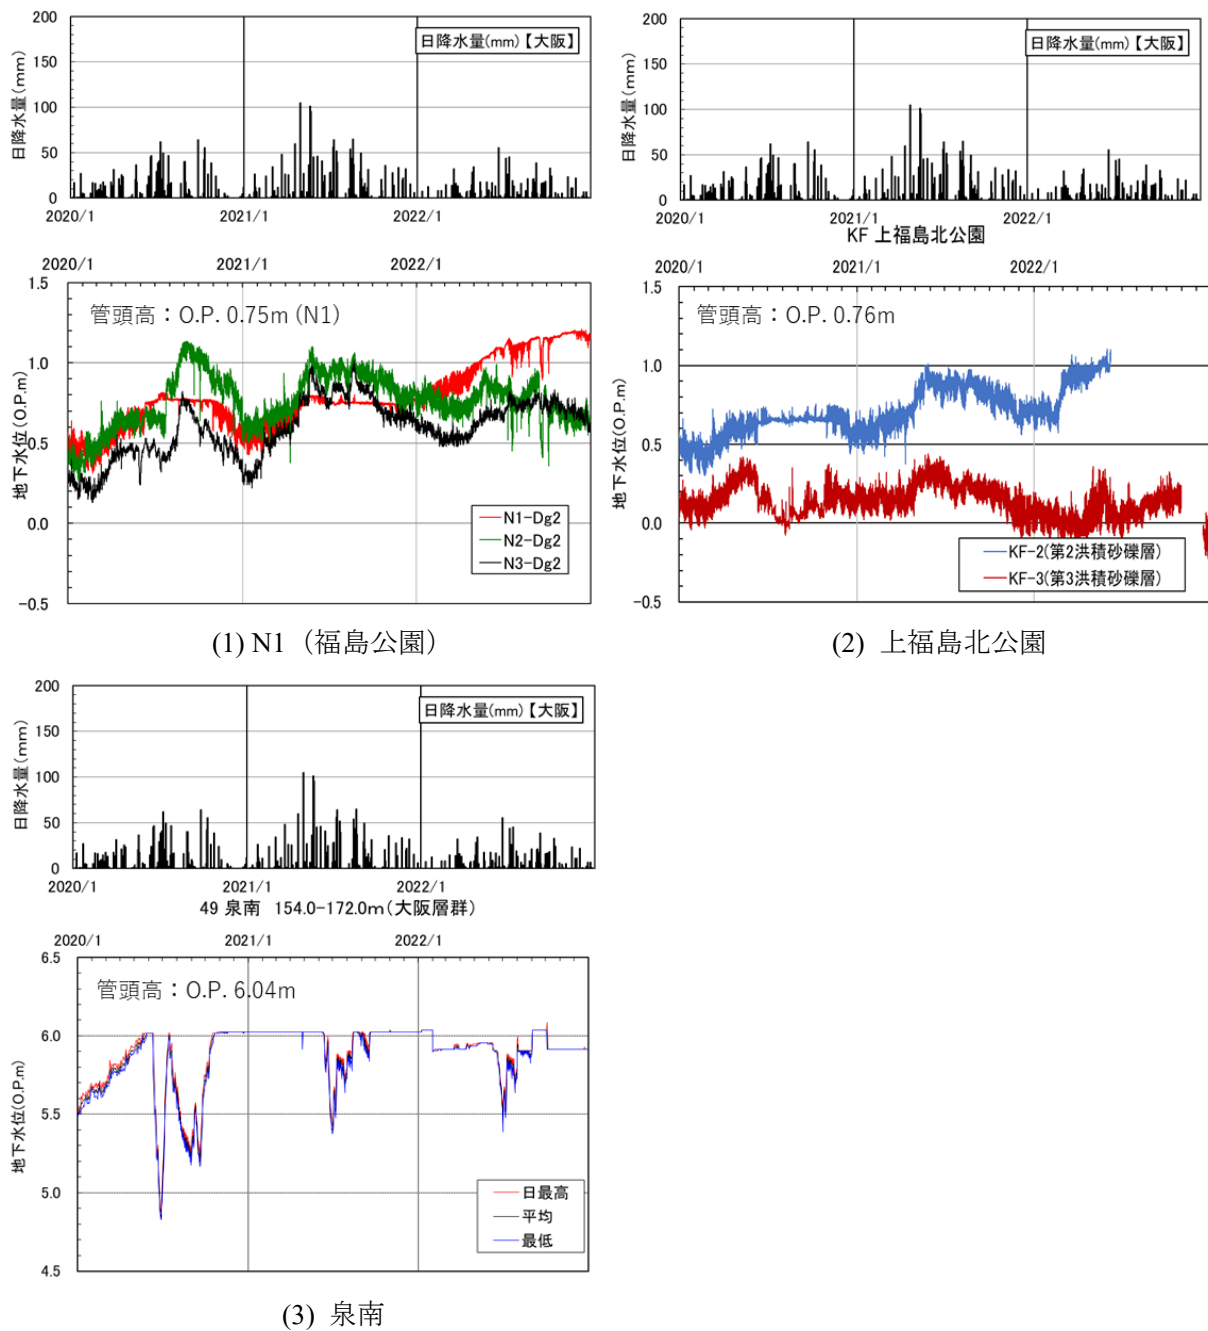 200
150
100
50
0
日降水量(mm)
日降水量(mm)【大阪】
2020/1
2021/1
2022/1
2020/1
2021/1
2022/1
1.5
1.0
0.5
0.0
-0.5
地下水位(O.P.m)
管頭高：O.P. 0.75m (N1)
N1-Dg2
N2-Dg2
N3-Dg2
(1) N1（福島公園）
200
150
100
50
0
日降水量(mm)
日降水量(mm)【大阪】
2020/1
2021/1
2022/1
KF 上福島北公園
2020/1
2021/1
2022/1
1.5
1.0
0.5
0.0
-0.5
地下水位(O.P.m)
管頭高：O.P. 0.76m
KF-2(第2洪積砂礫層)
KF-3(第3洪積砂礫層)
(2) 上福島北公園
200
150
100
50
0
日降水量(mm)
日降水量(mm)【大阪】
2020/1
2021/1
2022/1
49 泉南 154.0-172.0m(大阪層群)
2020/1
2021/1
2022/1
6.5
6.0
5.5
5.0
4.5
地下水位(O.P.m)
管頭高：O.P. 6.04m
日最高
平均
最低
(3) 泉南